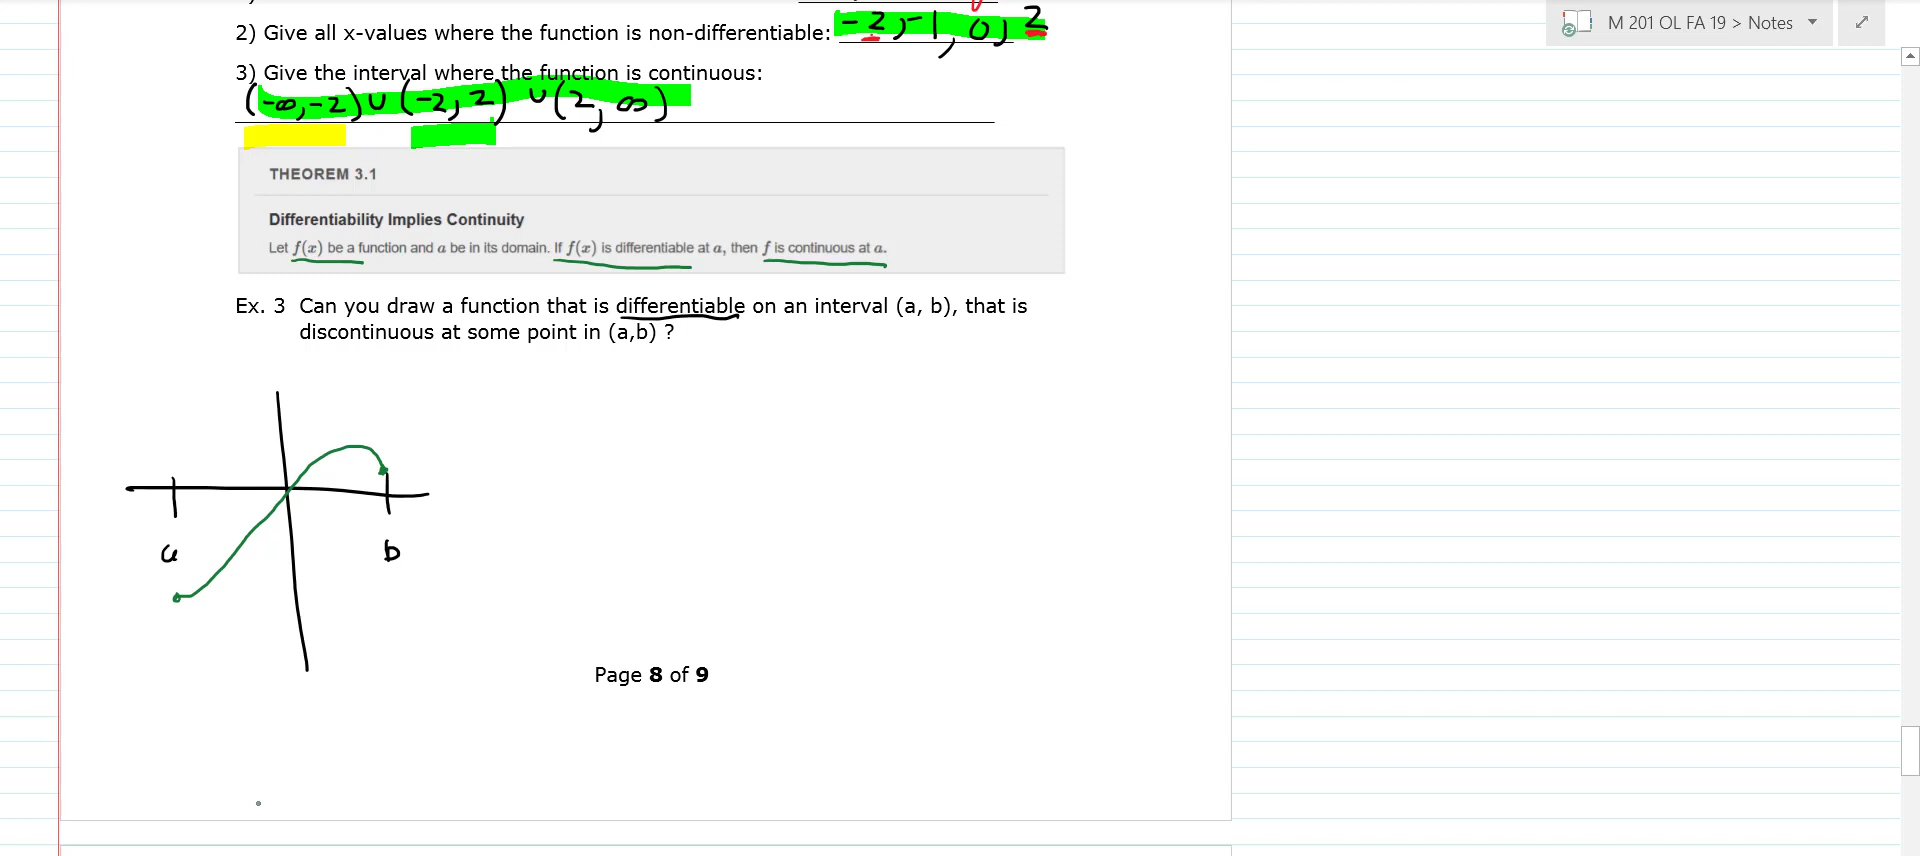 M 201 OL FA 19 > Notes
2) Give all x-values where the function is non-differentiable: -2, -1, 0, 2
3) Give the interval where the function is continuous:
(-∞, -2) ∪ (-2, 2) ∪ (2, ∞)
THEOREM 3.1
Differentiability Implies Continuity
Let f(x) be a function and a be in its domain. If f(x) is differentiable at a, then f is continuous at a.
Ex. 3 Can you draw a function that is differentiable on an interval (a, b), that is
discontinuous at some point in (a,b) ?
a b
Page 8 of 9